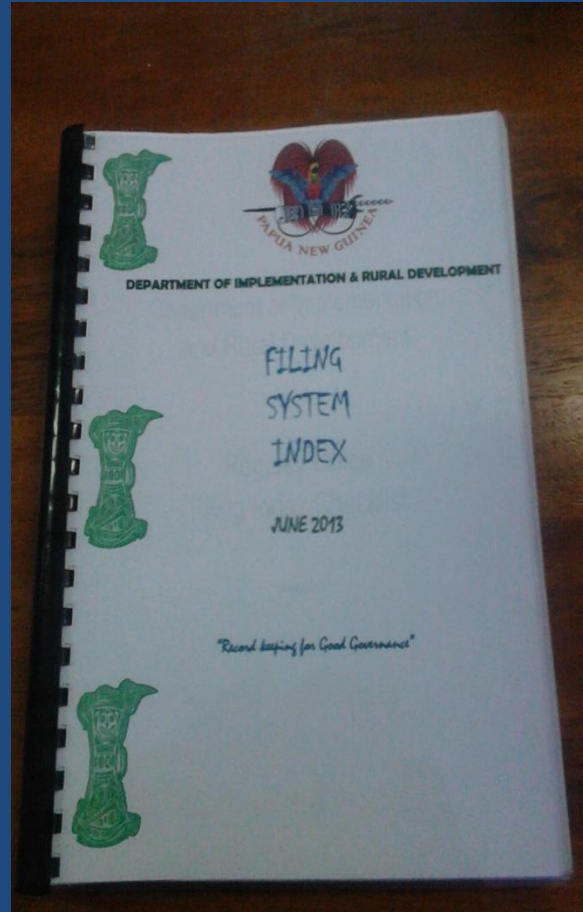 PAPUA NEW GUINEA
DEPARTMENT OF IMPLEMENTATION & RURAL DEVELOPMENT
FILING
SYSTEM
INDEX
JUNE 2013
"Record keeping for Good Governance"